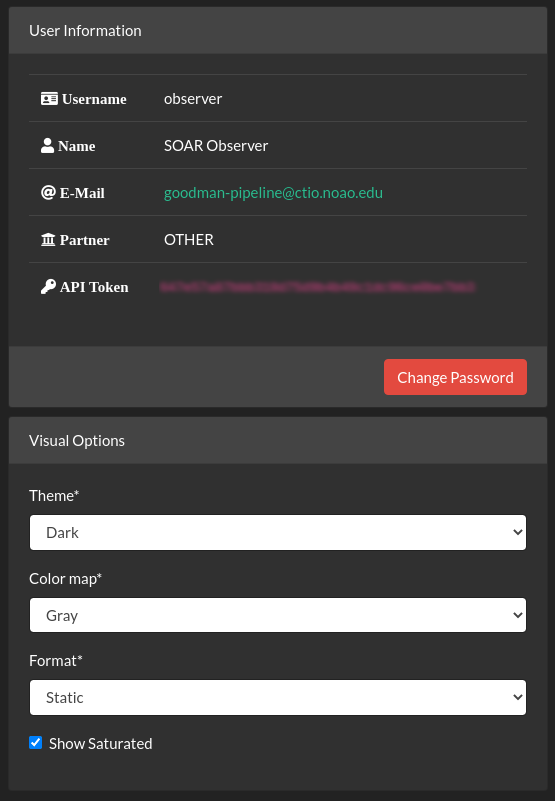 User Information
Username observer
Name SOAR Observer
E-Mail goodman-pipeline@ctio.noao.edu
Partner OTHER
API Token
Change Password
Visual Options
Theme*
Dark
Color map*
Gray
Format*
Static
Show Saturated